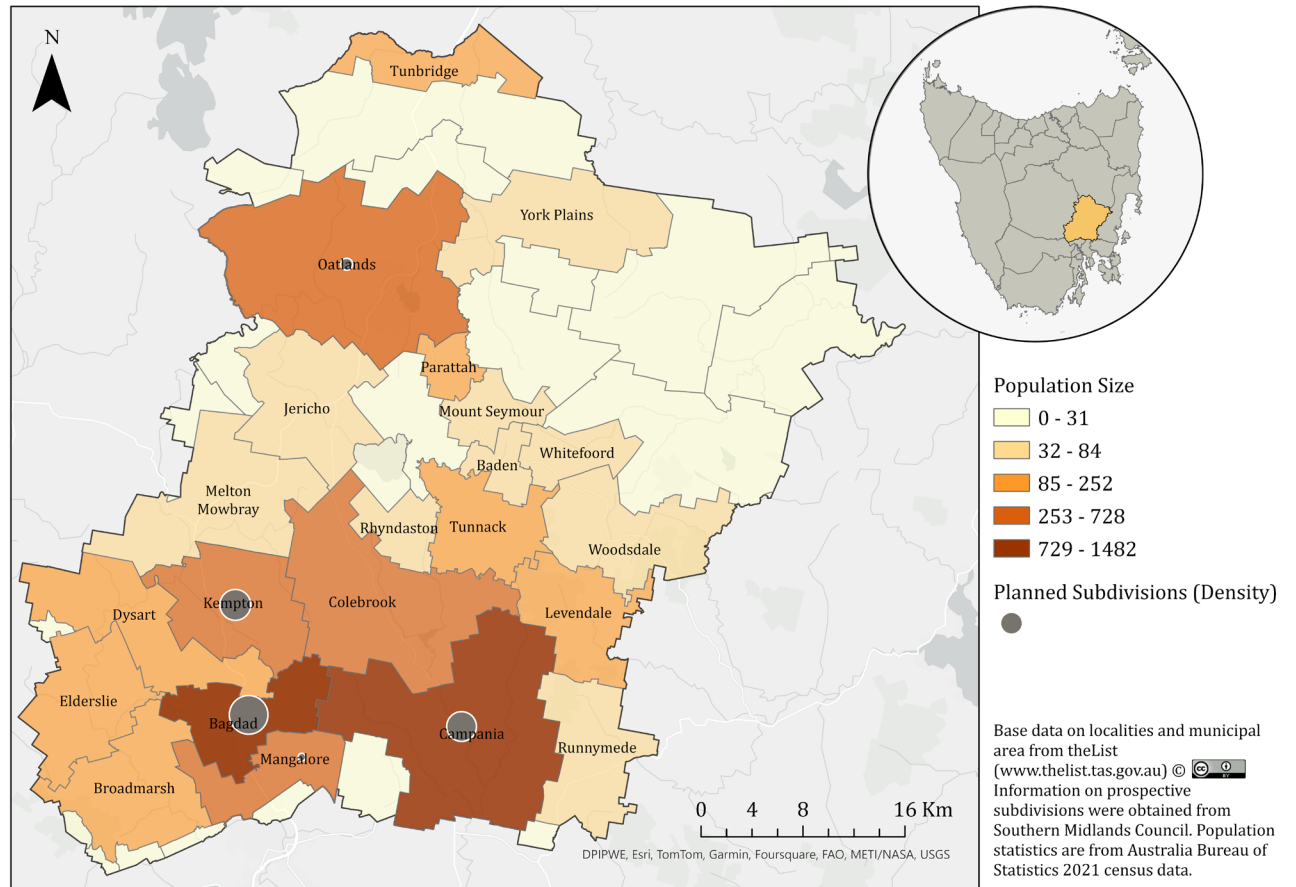 N
Tunbridge
York Plains
Oatlands
Parattah
Jericho
Mount Seymour
Whitefoord
Baden
Melton
Mowbray
Rhyndaston
Tunnack
Woodsdale
Kempton
Colebrook
Dysart
Levendale
Elderslie
Bagdad
Campania
Runnymede
Mangalore
Broadmarsh
0 4 8 16 Km
DPIPWE, Esri, TomTom, Garmin, Foursquare, FAO, METI/NASA, USGS
Population Size
0 - 31
32 - 84
85 - 252
253 - 728
729 - 1482
Planned Subdivisions (Density)
Base data on localities and municipal
area from theList
(www.thelist.tas.gov.au) © CC BY
Information on prospective
subdivisions were obtained from
Southern Midlands Council. Population
statistics are from Australia Bureau of
Statistics 2021 census data.